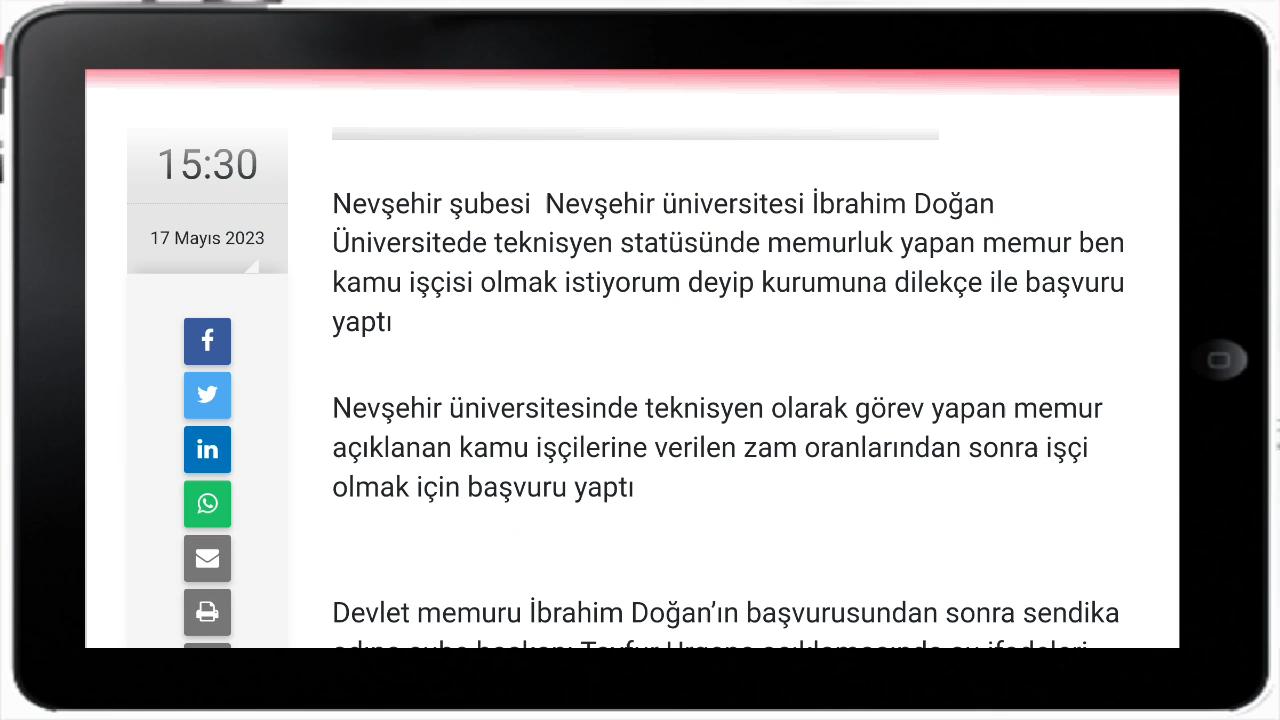 15:30
17 Mayıs 2023
Nevşehir şubesi Nevşehir üniversitesi İbrahim Doğan
Üniversitede teknisyen statüsünde memurluk yapan memur ben
kamu işçisi olmak istiyorum deyip kurumuna dilekçe ile başvuru
yaptı
Nevşehir üniversitesinde teknisyen olarak görev yapan memur
açıklanan kamu işçilerine verilen zam oranlarından sonra işçi
olmak için başvuru yaptı
Devlet memuru İbrahim Doğan’ın başvurusundan sonra sendika